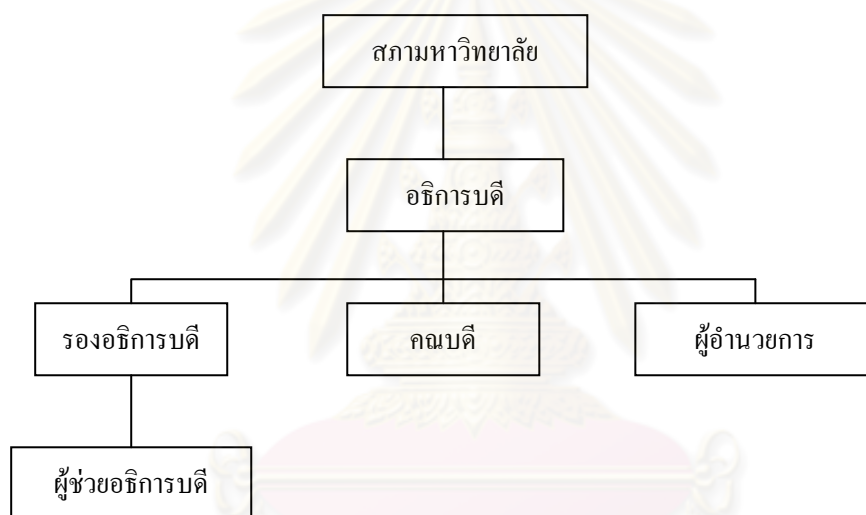 สภามหาวิทยาลัย
อธิการบดี
รองอธิการบดี
คณบดี
ผู้อำนวยการ
ผู้ช่วยอธิการบดี